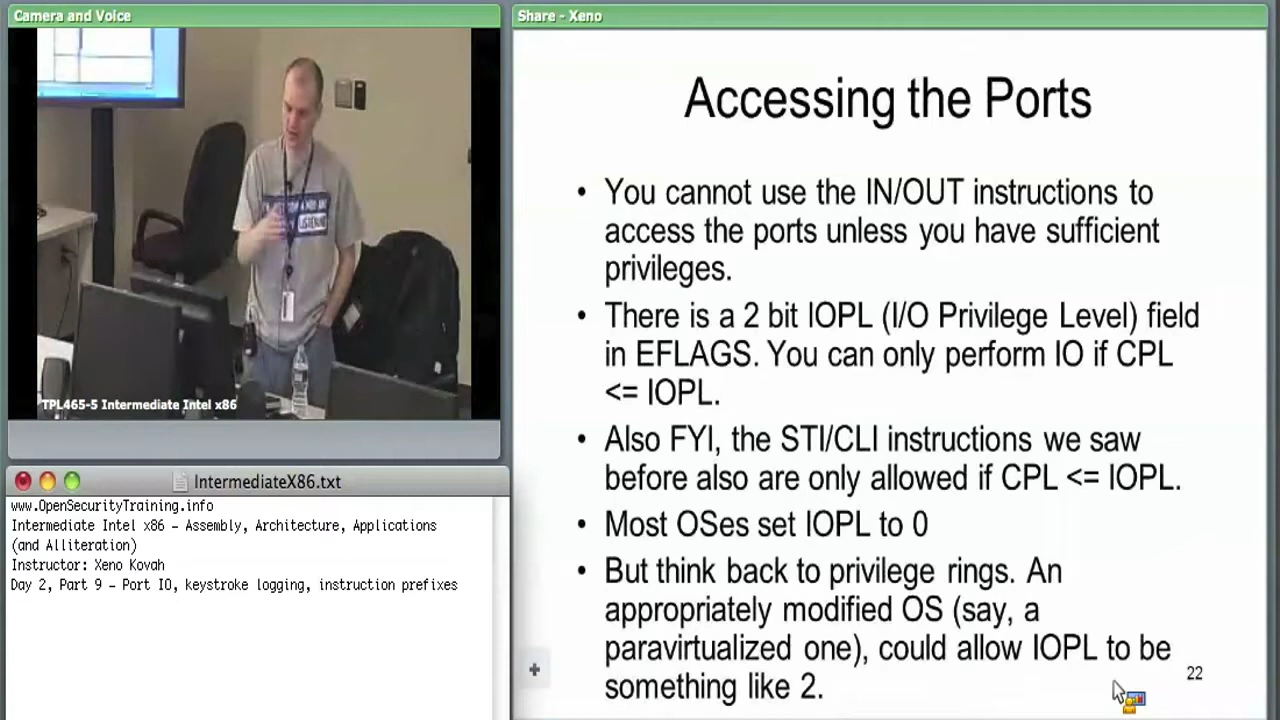 Camera and Voice
TPL465-5 Intermediate Intel x86
IntermediateX86.txt
www.OpenSecurityTraining.info
Intermediate Intel x86 – Assembly, Architecture, Applications
(and Alliteration)
Instructor: Xeno Kovah
Day 2, Part 9 – Port IO, keystroke logging, instruction prefixes
Share - Xeno
Accessing the Ports
• You cannot use the IN/OUT instructions to
access the ports unless you have sufficient
privileges.
• There is a 2 bit IOPL (I/O Privilege Level) field
in EFLAGS. You can only perform IO if CPL
<= IOPL.
• Also FYI, the STI/CLI instructions we saw
before also are only allowed if CPL <= IOPL.
• Most OSes set IOPL to 0
• But think back to privilege rings. An
appropriately modified OS (say, a
paravirtualized one), could allow IOPL to be
something like 2.
22